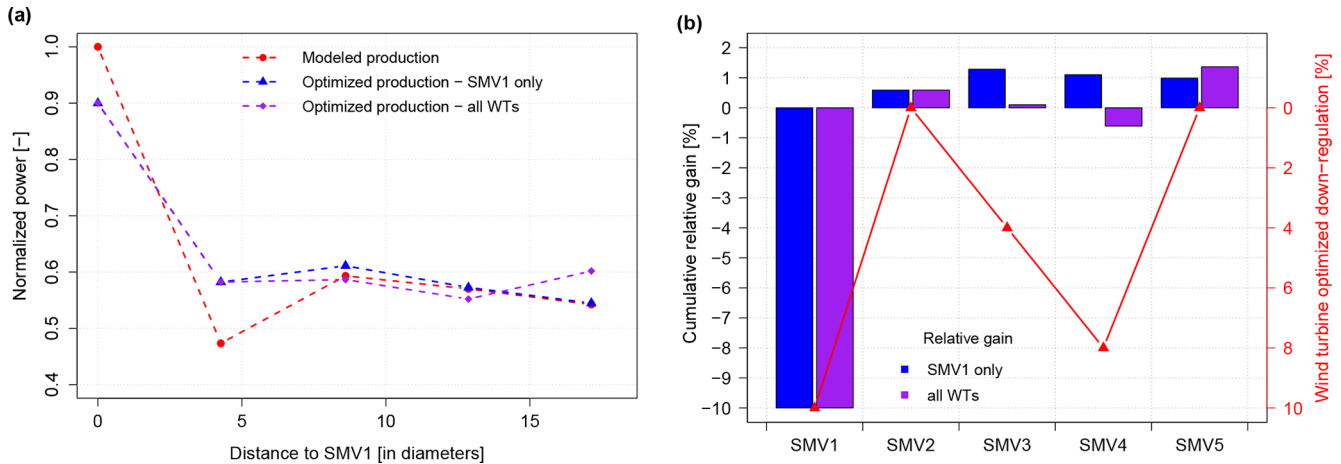 (a)
1.0
0.9
0.8
0.7
0.6
0.5
0.4
Normalized power [−]
Modeled production
Optimized production − SMV1 only
Optimized production − all WTs
0
5
10
15
Distance to SMV1 [in diameters]
(b)
2
1
0
−1
−2
−3
−4
−5
−6
−7
−8
−9
−10
Cumulative relative gain [%]
Relative gain
SMV1 only
all WTs
SMV1
SMV2
SMV3
SMV4
SMV5
0
2
4
6
8
10
Wind turbine optimized down−regulation [%]